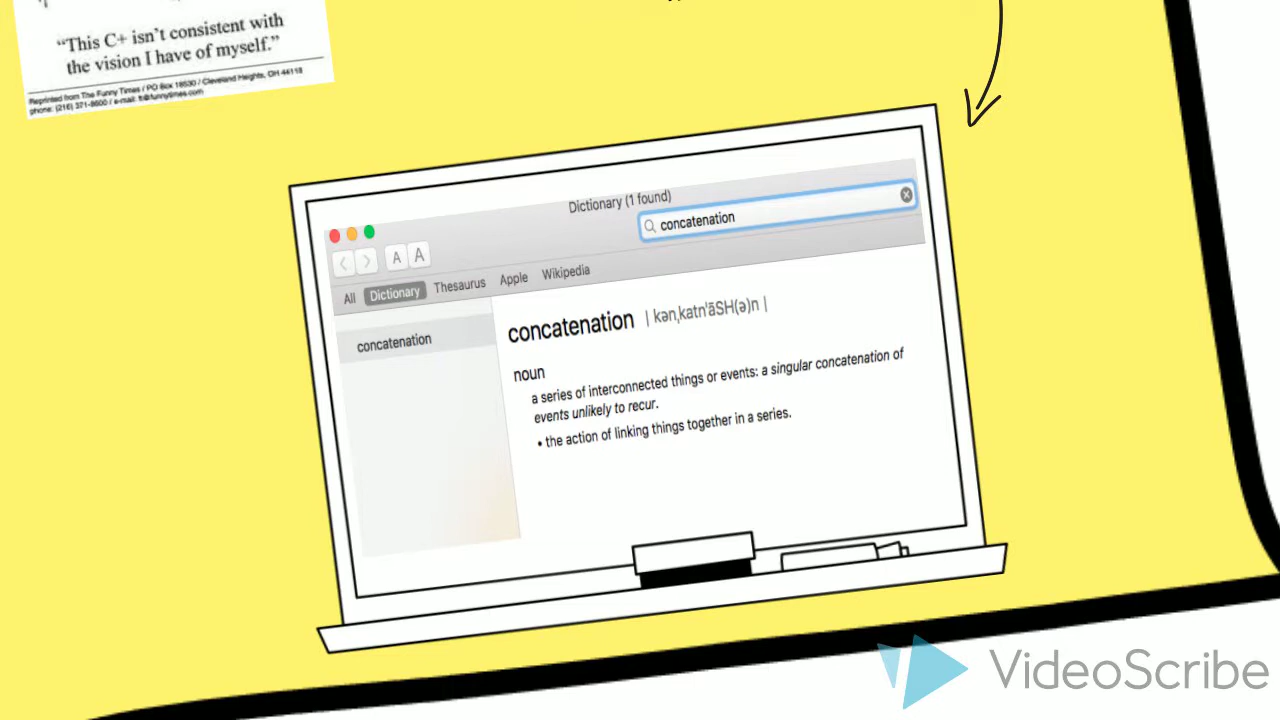 “This C+ isn’t consistent with
the vision I have of myself.”
Reprinted from The Funny Times / PO Box 18530 / Cleveland Heights, OH 44118
phone: (216) 371-8600 / e-mail: ft@funnytimes.com
Dictionary (1 found)
concatenation
A A
All Dictionary Thesaurus Apple Wikipedia
concatenation
concatenation | kənˌkatnˈāSH(ə)n |
noun
a series of interconnected things or events: a singular concatenation of
events unlikely to recur.
• the action of linking things together in a series.
VideoScribe